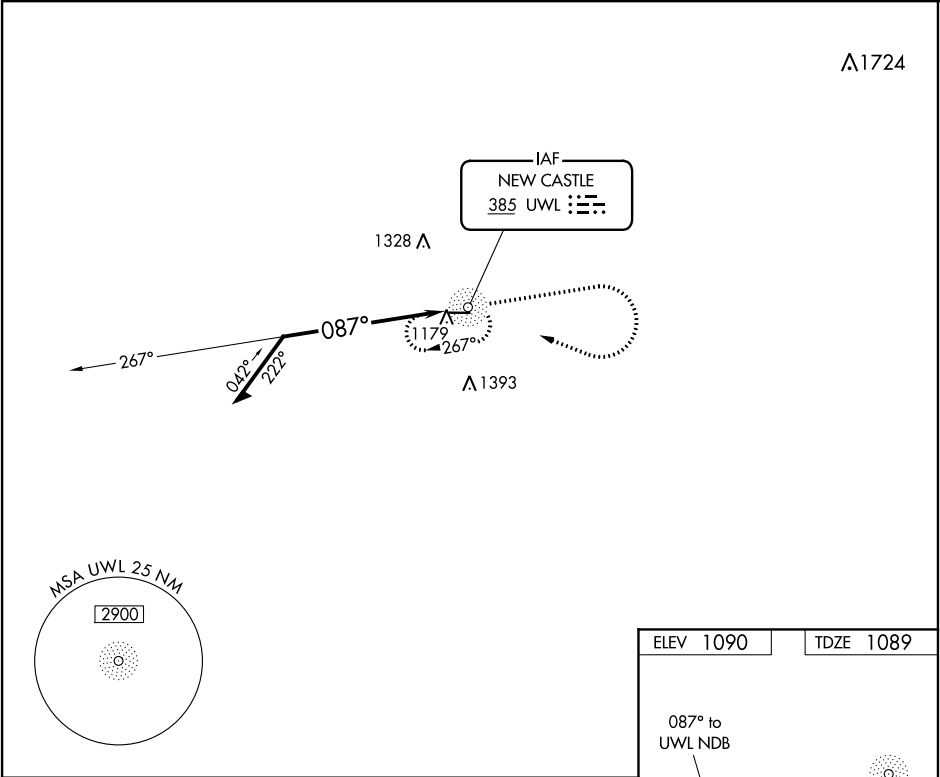 1724
IAF
NEW CASTLE
385 UWL
1328
087°
1179
267°
267°
042°
222°
1393
MSA UWL 25 NM
2900
ELEV 1090
TDZE 1089
087° to
UWL NDB